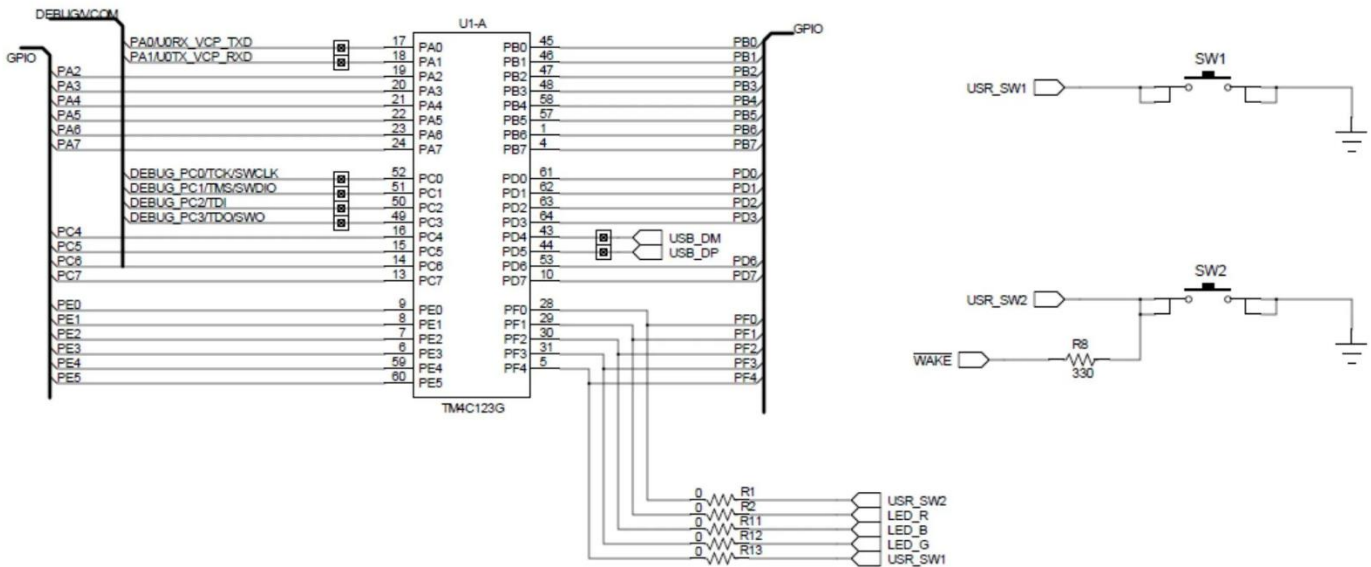 DEBUG/VCOM
GPIO
PA0/U0RX_VCP_TXD
PA1/U0TX_VCP_RXD
PA2
PA3
PA4
PA5
PA6
PA7
DEBUG_PC0/TCK/SWCLK
DEBUG_PC1/TMS/SWDIO
DEBUG_PC2/TDI
DEBUG_PC3/TDO/SWO
PC4
PC5
PC6
PC7
PE0
PE1
PE2
PE3
PE4
PE5
U1-A
17 PA0 PB0 45
18 PA1 PB1 46
19 PA2 PB2 47
20 PA3 PB3 48
21 PA4 PB4 58
22 PA5 PB5 57
23 PA6 PB6 1
24 PA7 PB7 4
52 PC0 PD0 61
51 PC1 PD1 62
50 PC2 PD2 63
49 PC3 PD3 64
16 PC4 PD4 43
15 PC5 PD5 44
14 PC6 PD6 53
13 PC7 PD7 10
9 PE0 PF0 28
8 PE1 PF1 29
7 PE2 PF2 30
6 PE3 PF3 31
59 PE4 PF4 5
60 PE5
TM4C123G
GPIO
PB0
PB1
PB2
PB3
PB4
PB5
PB6
PB7
PD0
PD1
PD2
PD3
USB_DM
USB_DP
PD6
PD7
PF0
PF1
PF2
PF3
PF4
0 R1 USR_SW2
0 R2 LED_R
0 R11 LED_B
0 R12 LED_G
0 R13 USR_SW1
SW1
USR_SW1
SW2
USR_SW2
R8
WAKE
330